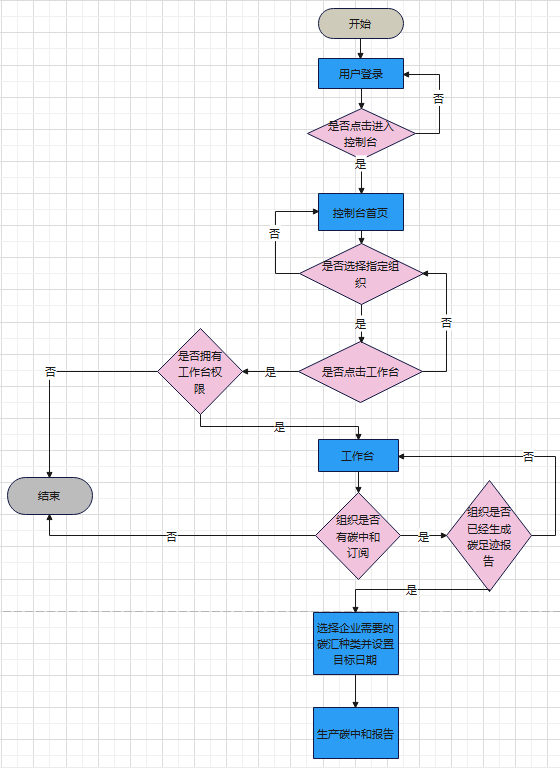 开始
用户登录
否
是否点击进入
控制台
是
控制台首页
否
是否选择指定组
织
是
否
是否拥有
工作台权
限
是
是否点击工作台
否
是
工作台
否
结束
组织是否
有碳中和
订阅
是
组织是否
已经生成
碳足迹报
告
否
是
选择企业需要的
碳汇种类并设置
目标日期
生产碳中和报告